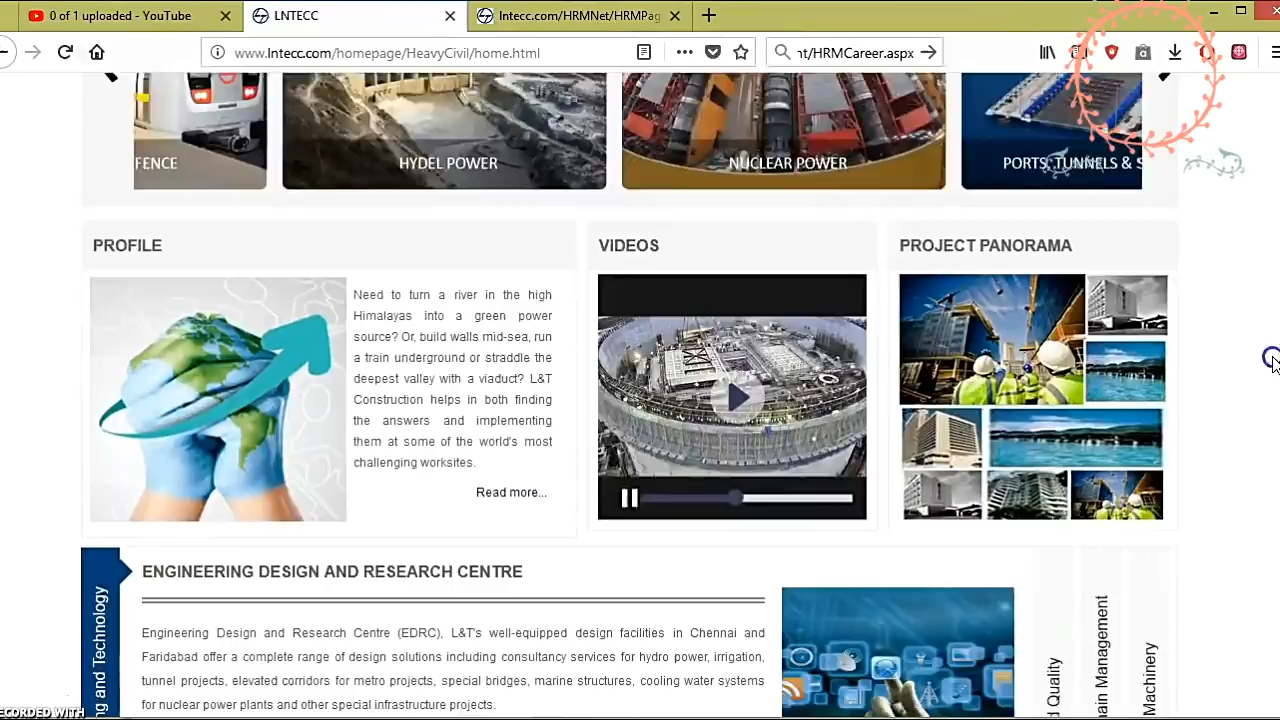 0 of 1 uploaded - YouTube
LNTECC
lntecc.com/HRMNet/HRMPag
www.lntecc.com/homepage/HeavyCivil/home.html
nt/HRMCareer.aspx
FENCE
HYDEL POWER
NUCLEAR POWER
PORTS, TUNNELS & S
PROFILE
Need to turn a river in the high
Himalayas into a green power
source? Or build walls mid-sea, run
a train underground or straddle the
deepest valley with a viaduct? L&T
Construction helps in both finding
the answers and implementing
them at some of the world's most
challenging worksites.
Read more...
VIDEOS
PROJECT PANORAMA
ng and Technology
ENGINEERING DESIGN AND RESEARCH CENTRE
Engineering Design and Research Centre (EDRC), L&T's well-equipped design facilities in Chennai and
Faridabad offer a complete range of design solutions including consultancy services for hydro power, irrigation,
tunnel projects, elevated corridors for metro projects, special bridges, marine structures, cooling water systems
for nuclear power plants and other special infrastructure projects.
d Quality
ain Management
Machinery
ECORDED WITH